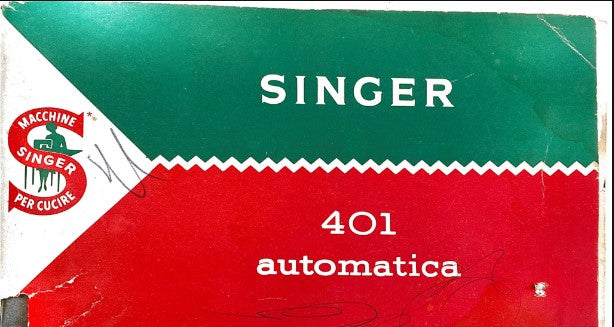 SINGER
MACCHINE
SINGER
PER CUCIRE
401
automatica